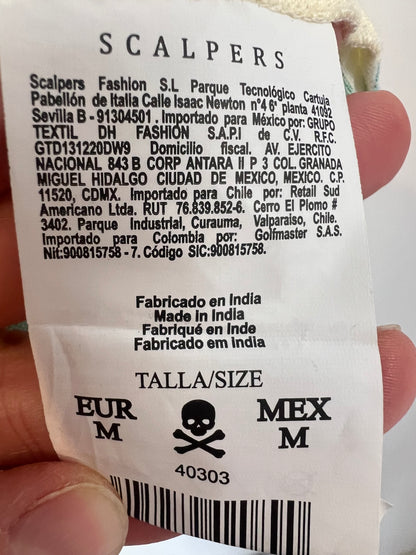 SCALPERS
Scalpers Fashion S.L Parque Tecnológico Cartuja
Pabellón de Italia Calle Isaac Newton nº4 6ª planta 41092
Sevilla B - 91304501 . Importado para México por: GRUPO
TEXTIL DH FASHION S.A.P.I de C.V. R.F.C.
GTD131220DW9 Domicilio fiscal. AV. EJERCITO
NACIONAL 843 B CORP ANTARA II P 3 COL. GRANADA
MIGUEL HIDALGO CIUDAD DE MEXICO, MEXICO. C.P.
11520, CDMX. Importado para Chile por: Retail Sud
Americano Ltda. RUT 76.839.852-6. Cerro El Plomo #
3402. Parque Industrial, Curauma, Valparaiso, Chile.
Importado para Colombia por: Golfmaster S.A.S.
Nit:900815758 - 7. Código SIC:900815758.
Fabricado en India
Made in India
Fabriqué en Inde
Fabricado em india
TALLA/SIZE
EUR MEX
M M
40303